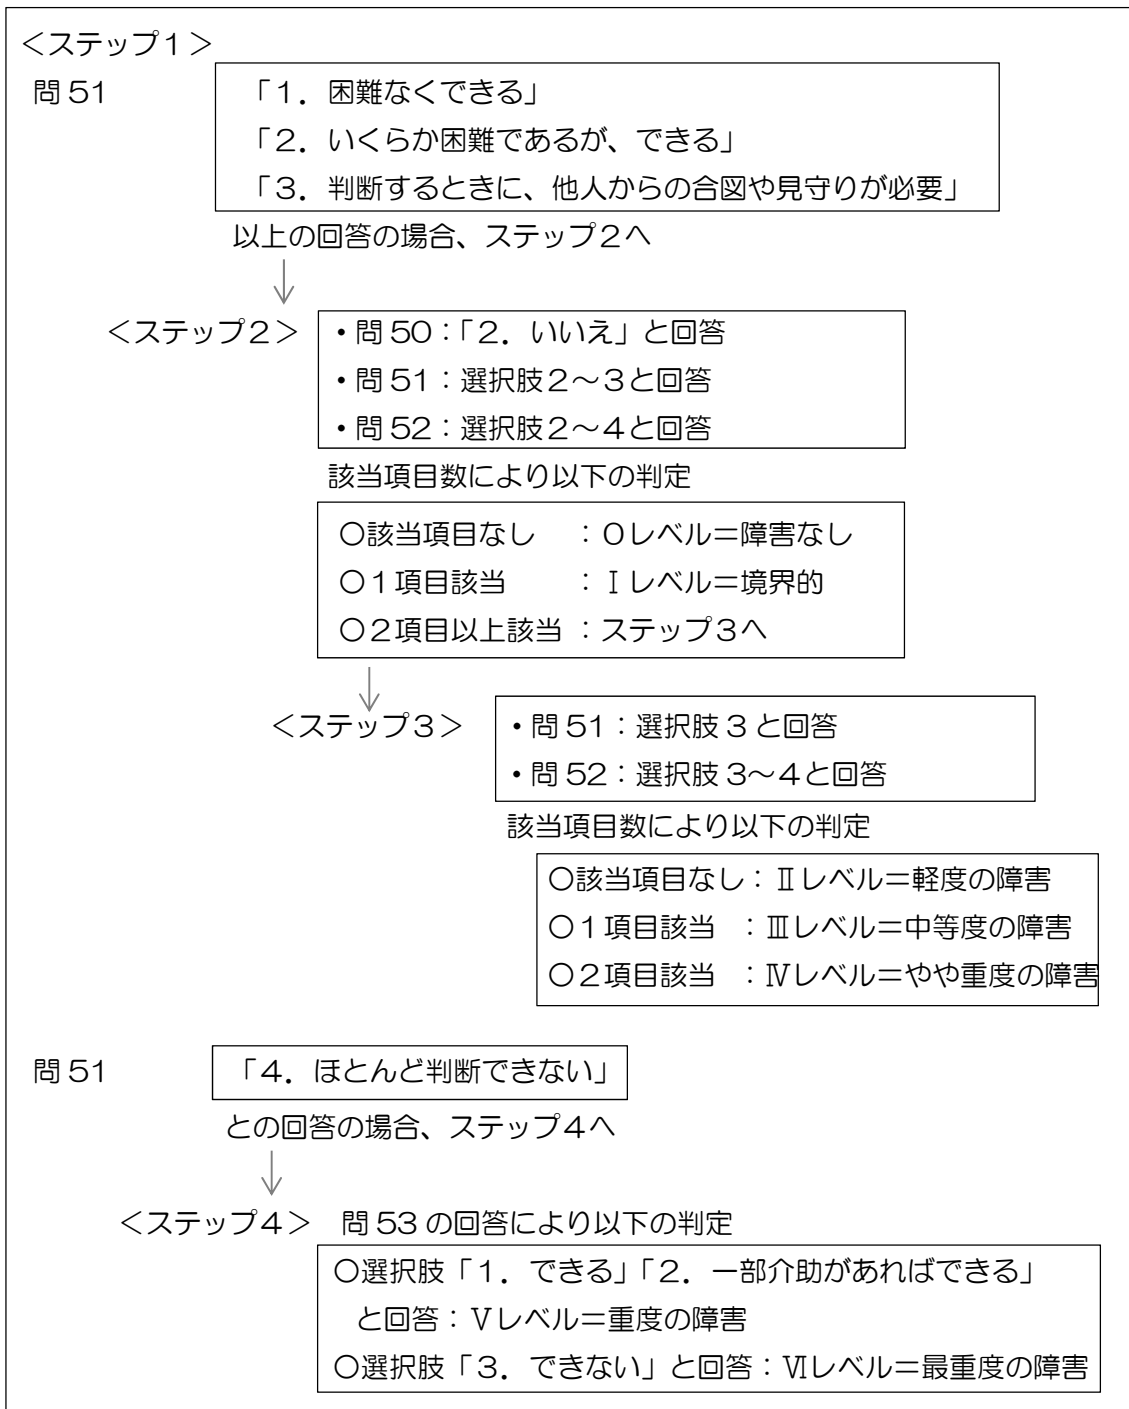 ＜ステップ１＞
問51 「１．困難なくできる」
「２．いくらか困難であるが、できる」
「３．判断するときに、他人からの合図や見守りが必要」
以上の回答の場合、ステップ２へ
↓
＜ステップ２＞ ・問50：「２．いいえ」と回答
・問51：選択肢２～３と回答
・問52：選択肢２～４と回答
該当項目数により以下の判定
○該当項目なし ：０レベル＝障害なし
○１項目該当 ：Ⅰレベル＝境界的
○２項目以上該当 ：ステップ３へ
↓
＜ステップ３＞ ・問51：選択肢３と回答
・問52：選択肢３～４と回答
該当項目数により以下の判定
○該当項目なし：Ⅱレベル＝軽度の障害
○１項目該当 ：Ⅲレベル＝中等度の障害
○２項目該当 ：Ⅳレベル＝やや重度の障害
問51 「４．ほとんど判断できない」
との回答の場合、ステップ４へ
↓
＜ステップ４＞ 問53の回答により以下の判定
○選択肢「１．できる」「２．一部介助があればできる」
と回答：Ⅴレベル＝重度の障害
○選択肢「３．できない」と回答：Ⅵレベル＝最重度の障害